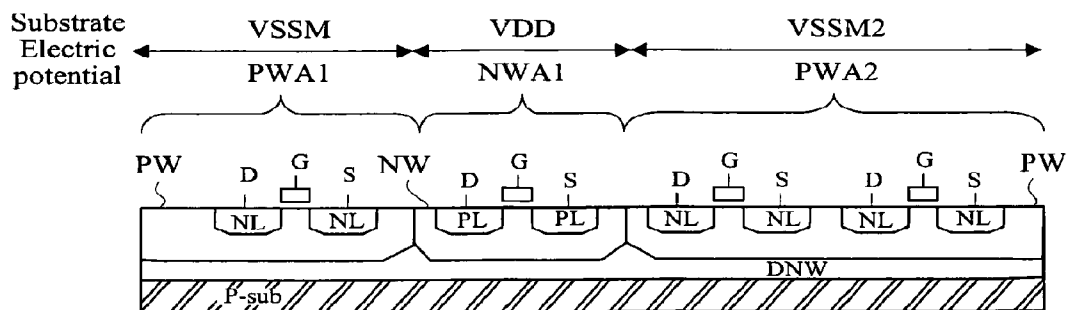 Substrate
Electric
potential
VSSM VDD VSSM2
PWA1 NWA1 PWA2
PW D G S NW D G S D G S D G S PW
NL NL PL PL NL NL NL NL
DNW
P-sub